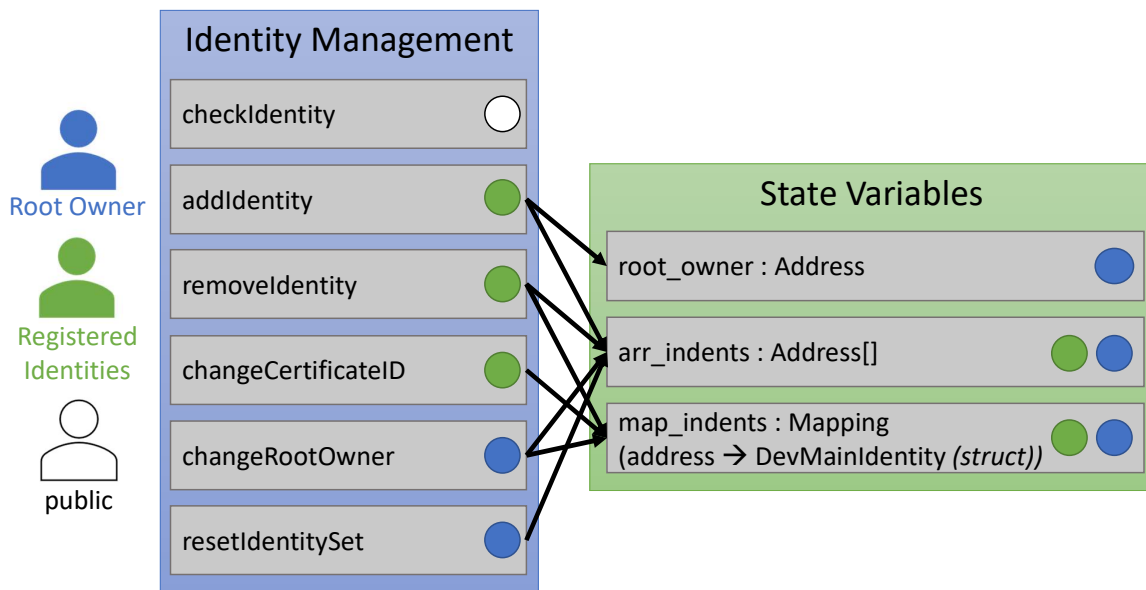 Identity Management
checkIdentity
addIdentity
removeIdentity
changeCertificateID
changeRootOwner
resetIdentitySet
Root Owner
Registered
Identities
public
State Variables
root_owner : Address
arr_indents : Address[]
map_indents : Mapping
(address → DevMainIdentity (struct))